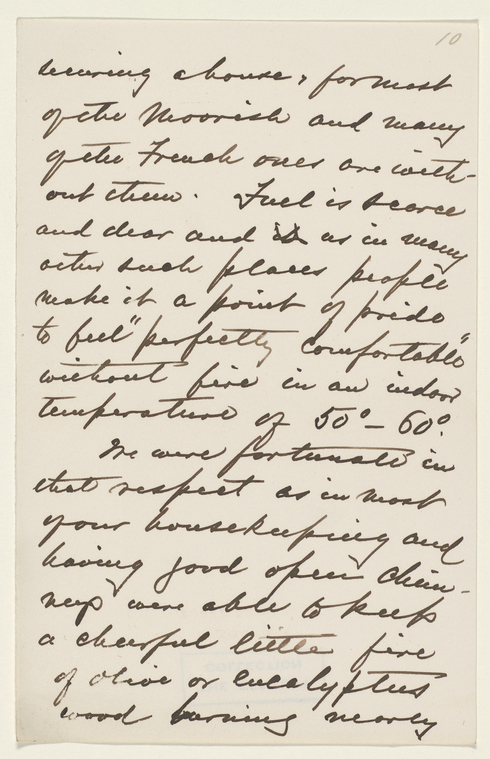 10
securing a house, for most
of the Moorish and many
of the French ones are with-
out them. Fuel is scarce
and dear and as in many
other such places people
make it a point of pride
to feel "perfectly comfortable"
without fire in an indoor
temperature of 50° – 60°.
We were fortunate in
that respect as in most
of our housekeeping and
having good open chim-
neys were able to keep
a cheerful little fire
of olive or eucalyptus
wood burning nearly